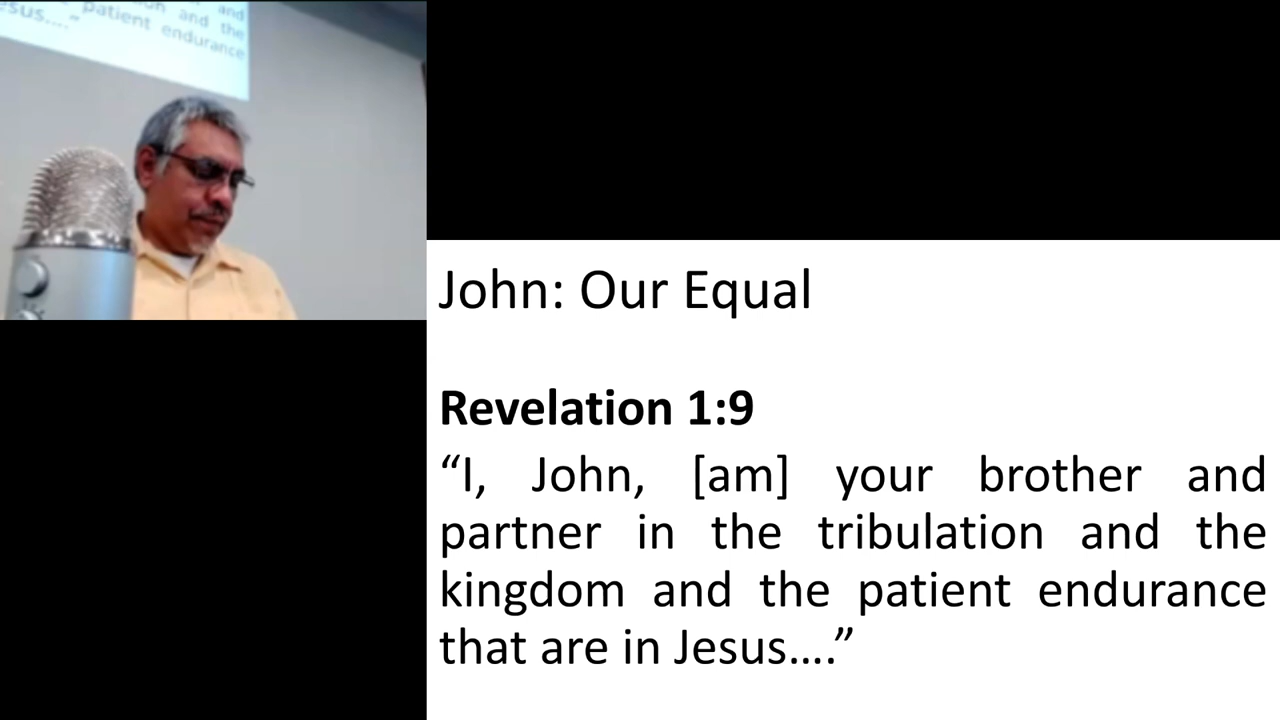 and
esus...."
patient endurance
and the
John: Our Equal
Revelation 1:9
“I, John, [am] your brother and
partner in the tribulation and the
kingdom and the patient endurance
that are in Jesus....”